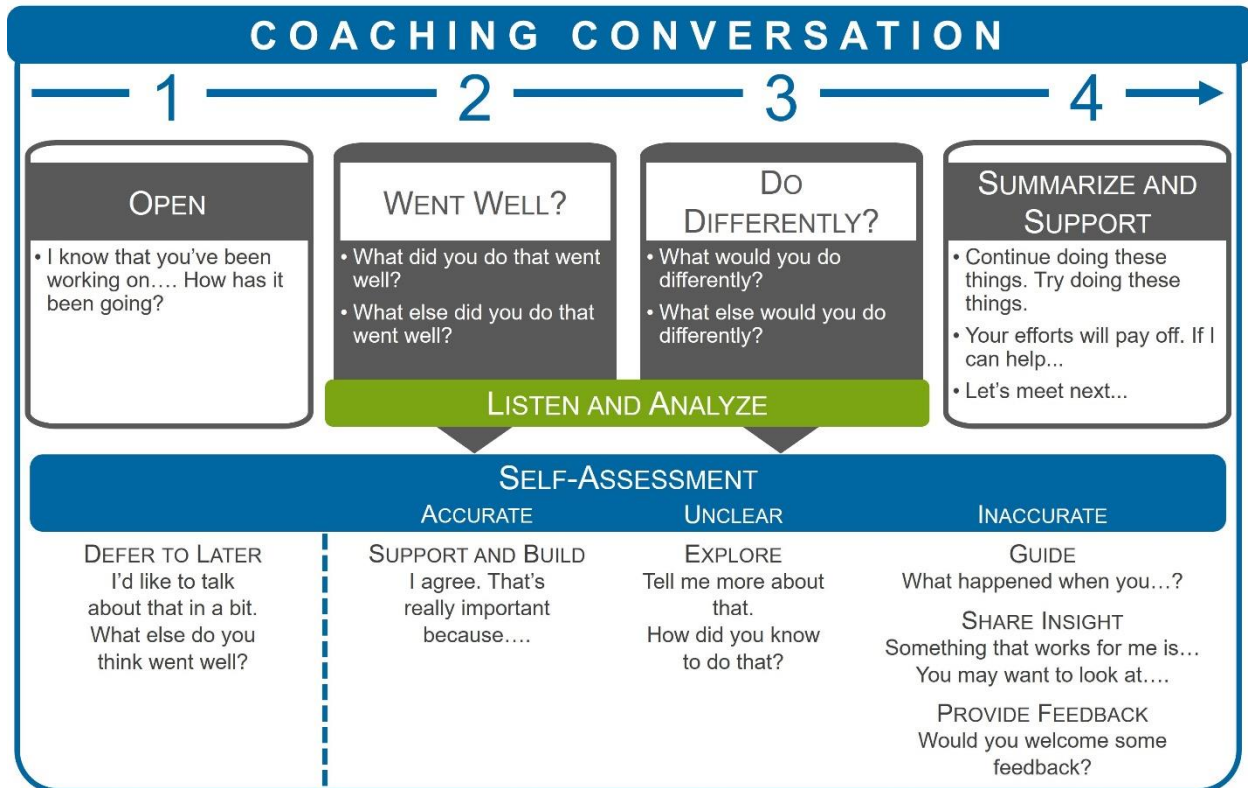 COACHING CONVERSATION
1
2
3
4
OPEN
• I know that you've been
working on.... How has it
been going?
WENT WELL?
• What did you do that went
well?
• What else did you do that
went well?
DO
DIFFERENTLY?
• What would you do
differently?
• What else would you do
differently?
SUMMARIZE AND
SUPPORT
• Continue doing these
things. Try doing these
things.
• Your efforts will pay off. If I
can help...
• Let's meet next...
LISTEN AND ANALYZE
SELF-ASSESSMENT
ACCURATE
UNCLEAR
INACCURATE
DEFER TO LATER
I'd like to talk
about that in a bit.
What else do you
think went well?
SUPPORT AND BUILD
I agree. That's
really important
because....
EXPLORE
Tell me more about
that.
How did you know
to do that?
GUIDE
What happened when you...?
SHARE INSIGHT
Something that works for me is...
You may want to look at....
PROVIDE FEEDBACK
Would you welcome some
feedback?